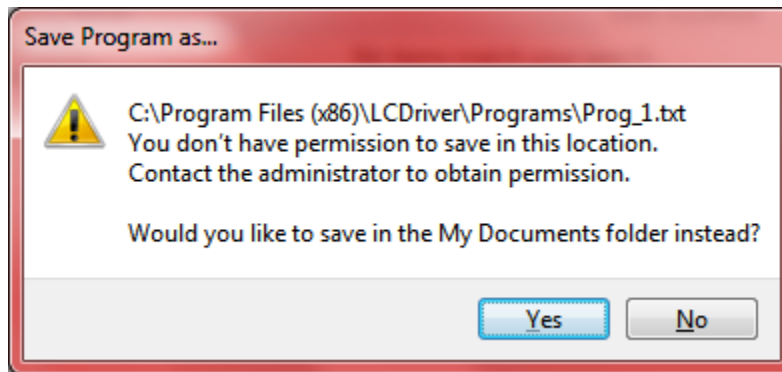 Save Program as...
C:\Program Files (x86)\LCDriver\Programs\Prog_1.txt
You don't have permission to save in this location.
Contact the administrator to obtain permission.
Would you like to save in the My Documents folder instead?
Yes
No